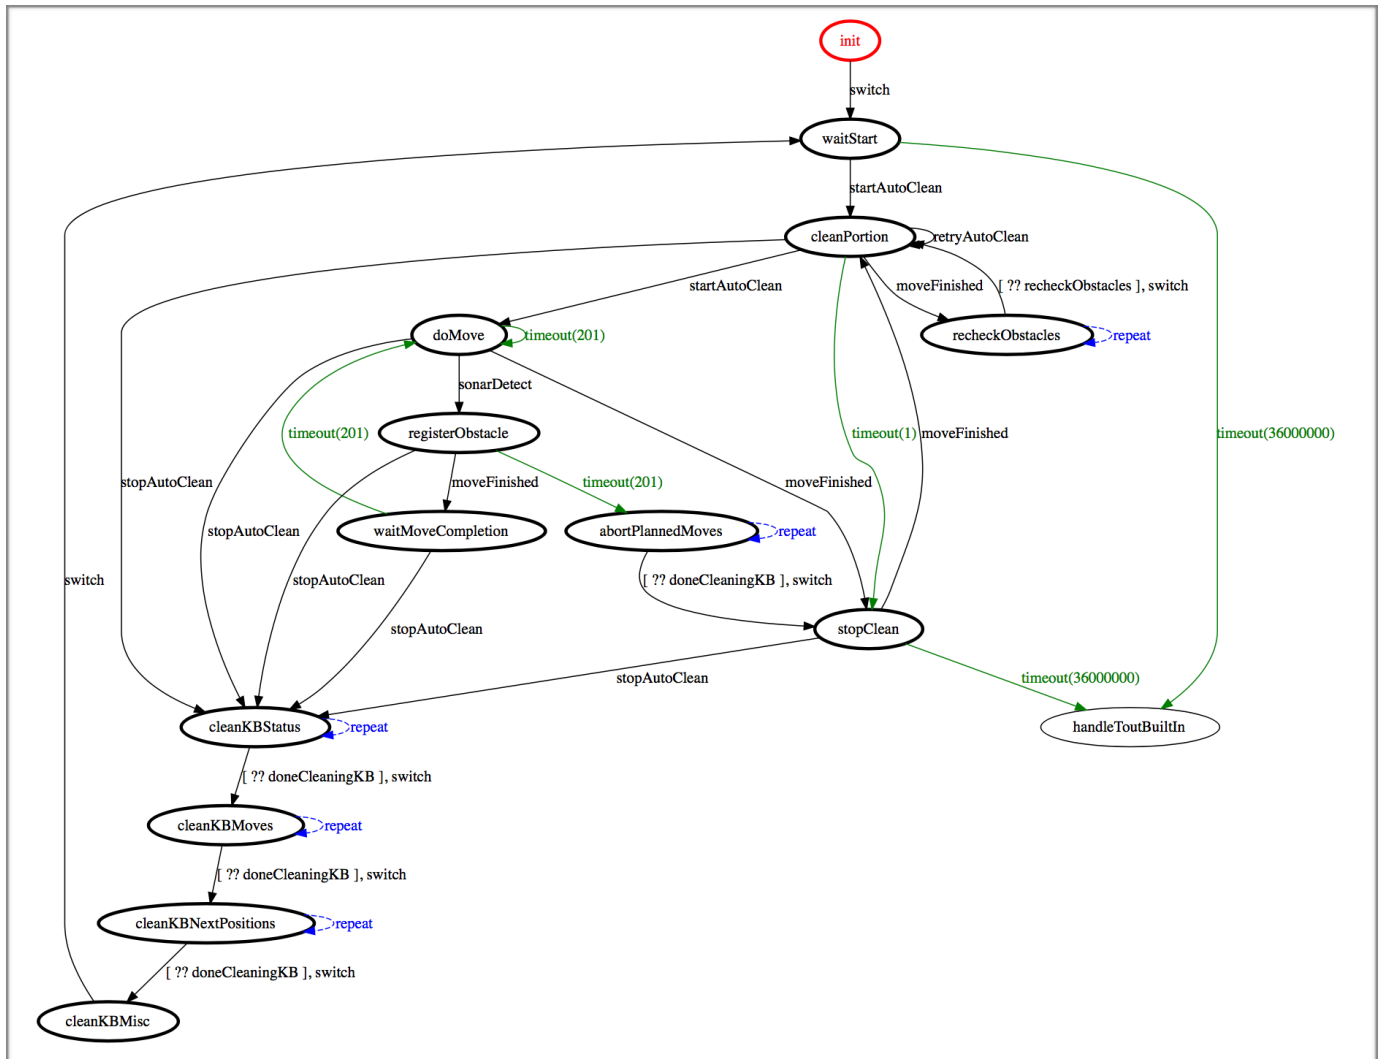 init
switch
waitStart
startAutoClean
cleanPortion
retryAutoClean
startAutoClean
moveFinished
[ ?? recheckObstacles ], switch
doMove
timeout(201)
recheckObstacles
repeat
sonarDetect
timeout(201)
registerObstacle
timeout(1)
moveFinished
timeout(36000000)
stopAutoClean
moveFinished
timeout(201)
moveFinished
stopAutoClean
waitMoveCompletion
abortPlannedMoves
repeat
switch
stopAutoClean
[ ?? doneCleaningKB ], switch
stopAutoClean
stopClean
stopAutoClean
timeout(36000000)
cleanKBStatus
repeat
handleToutBuiltIn
[ ?? doneCleaningKB ], switch
cleanKBMoves
repeat
[ ?? doneCleaningKB ], switch
cleanKBNextPositions
repeat
[ ?? doneCleaningKB ], switch
cleanKBMisc